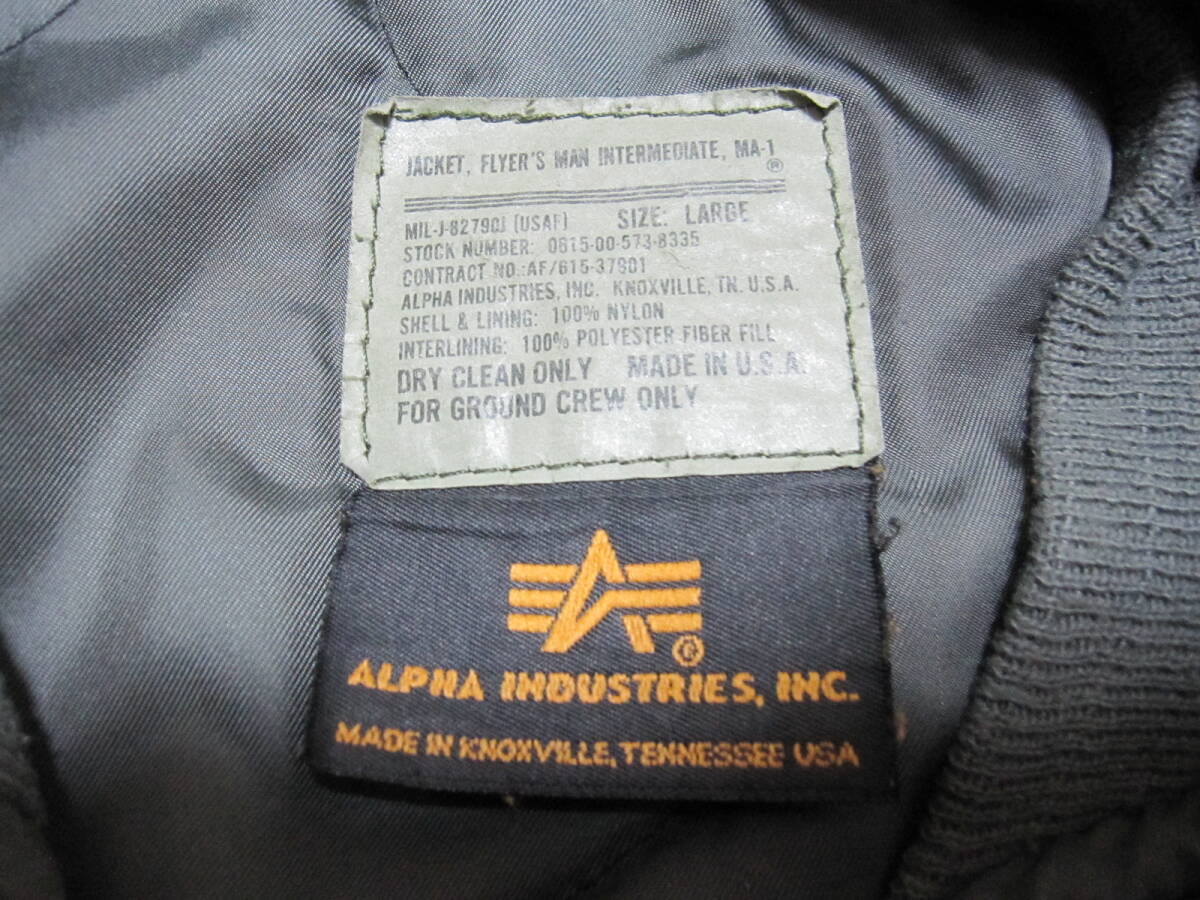 JACKET, FLYER'S MAN INTERMEDIATE, MA-1
®
MIL-J-82790J (USAF) SIZE: LARGE
STOCK NUMBER: 0815-00-573-8335
CONTRACT NO.:AF/615-37901
ALPHA INDUSTRIES, INC. KNOXVILLE, TN. U.S.A.
SHELL & LINING: 100% NYLON
INTERLINING: 100% POLYESTER FIBER FILL
DRY CLEAN ONLY MADE IN U.S.A.
FOR GROUND CREW ONLY
®
ALPHA INDUSTRIES, INC.
MADE IN KNOXVILLE, TENNESSEE USA